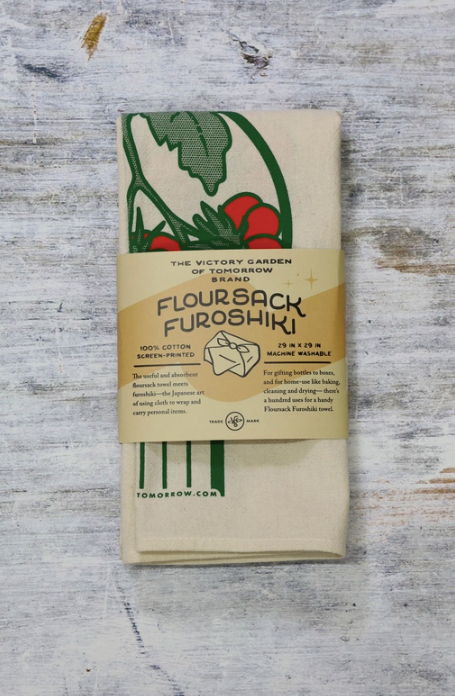 THE VICTORY GARDEN
OF TOMORROW
BRAND
FLOURSACK
FUROSHIKI
100% COTTON
SCREEN-PRINTED
29 IN X 29 IN
MACHINE WASHABLE
The useful and absorbent
floursack towel meets
furoshiki—the Japanese art
of using cloth to wrap and
carry personal items.
For gifting bottles to boxes,
and for home-use like baking,
cleaning and drying— there's
a hundred uses for a handy
Floursack Furoshiki towel.
TRADE MARK
TOMORROW.COM